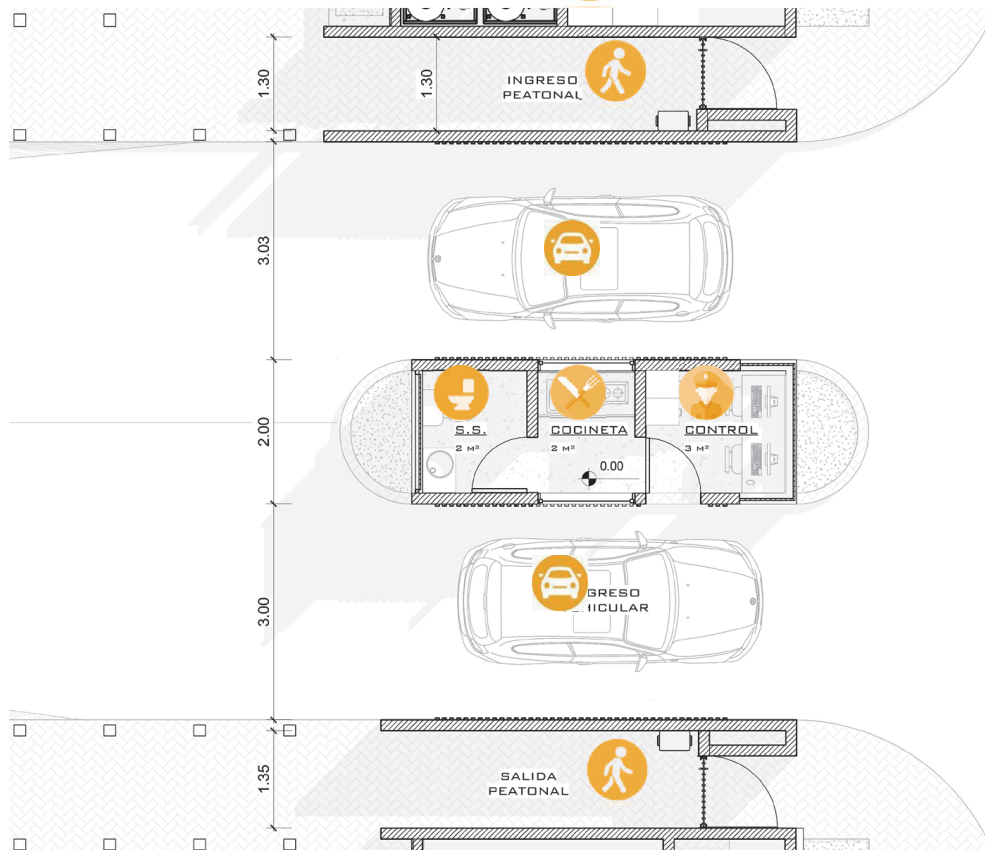 INGRESO
PEATONAL
1.30
1.30
3.03
S.S.
2 M²
COCINETA
2 M²
CONTROL
3 M²
0.00
2.00
GRESO
HICULAR
3.00
SALIDA
PEATONAL
1.35